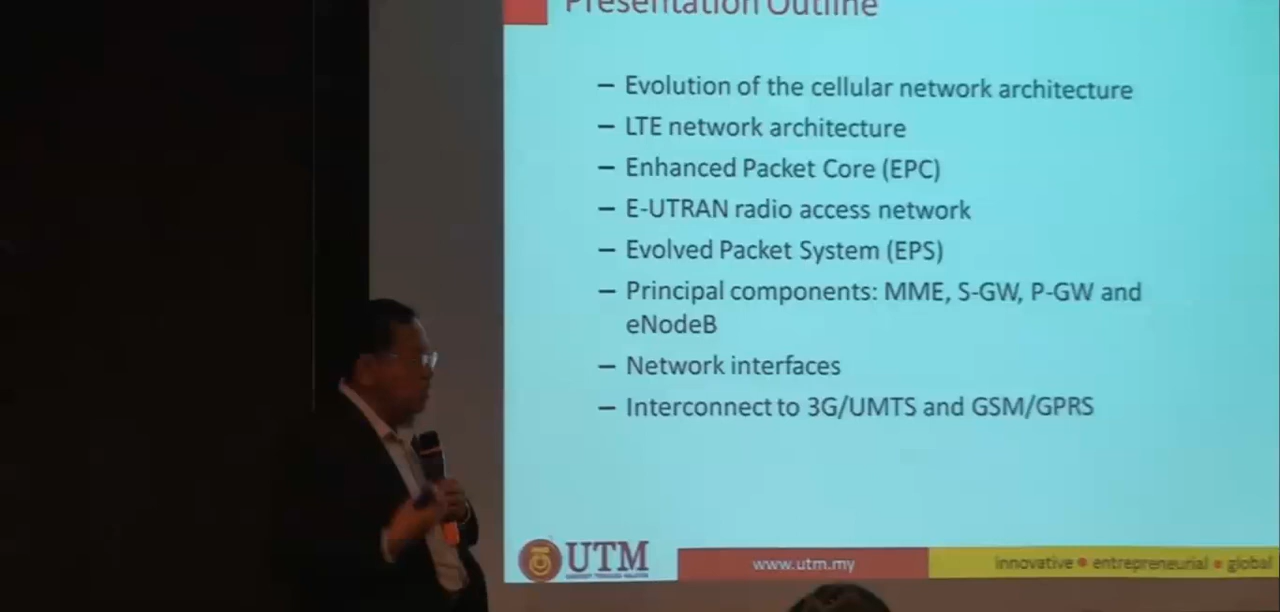 Presentation Outline
– Evolution of the cellular network architecture
– LTE network architecture
– Enhanced Packet Core (EPC)
– E-UTRAN radio access network
– Evolved Packet System (EPS)
– Principal components: MME, S-GW, P-GW and
eNodeB
– Network interfaces
– Interconnect to 3G/UMTS and GSM/GPRS
UTM
www.utm.my
innovative • entrepreneurial • global